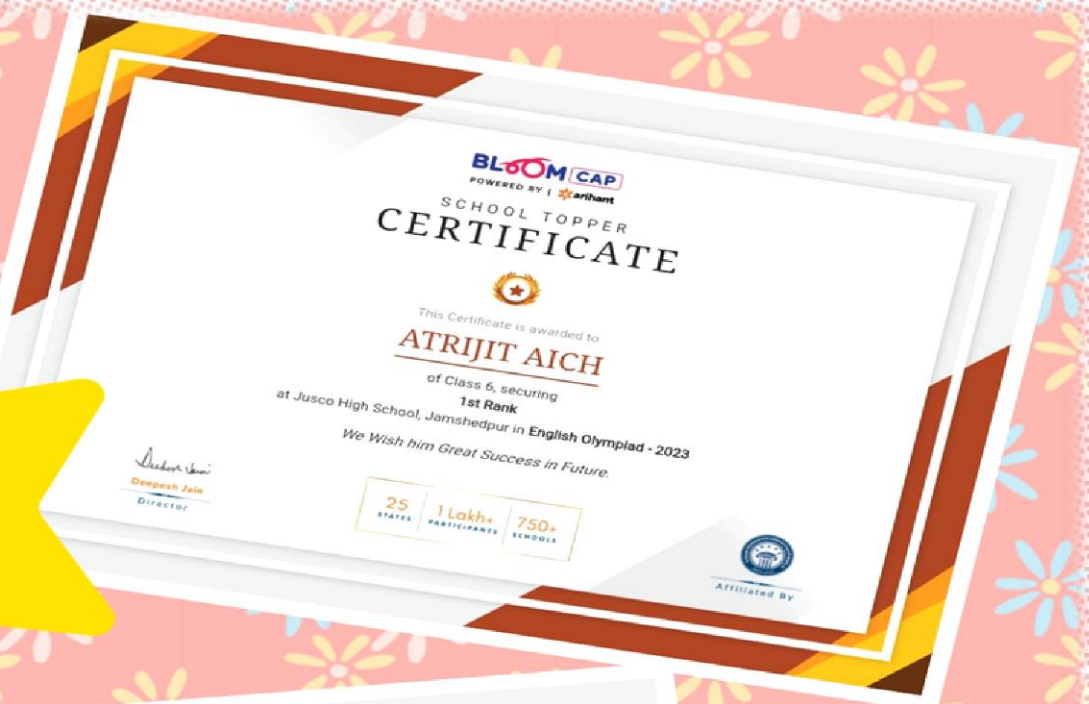 BLOOM CAP
POWERED BY | arihant
SCHOOL TOPPER
CERTIFICATE
This Certificate is awarded to
ATRIJIT AICH
of Class 6, securing
1st Rank
at Jusco High School, Jamshedpur in English Olympiad - 2023
We Wish him Great Success in Future.
Deepesh Jain
Director
25 1 Lakh+ 750+
STATES PARTICIPANTS SCHOOLS
Affiliated By